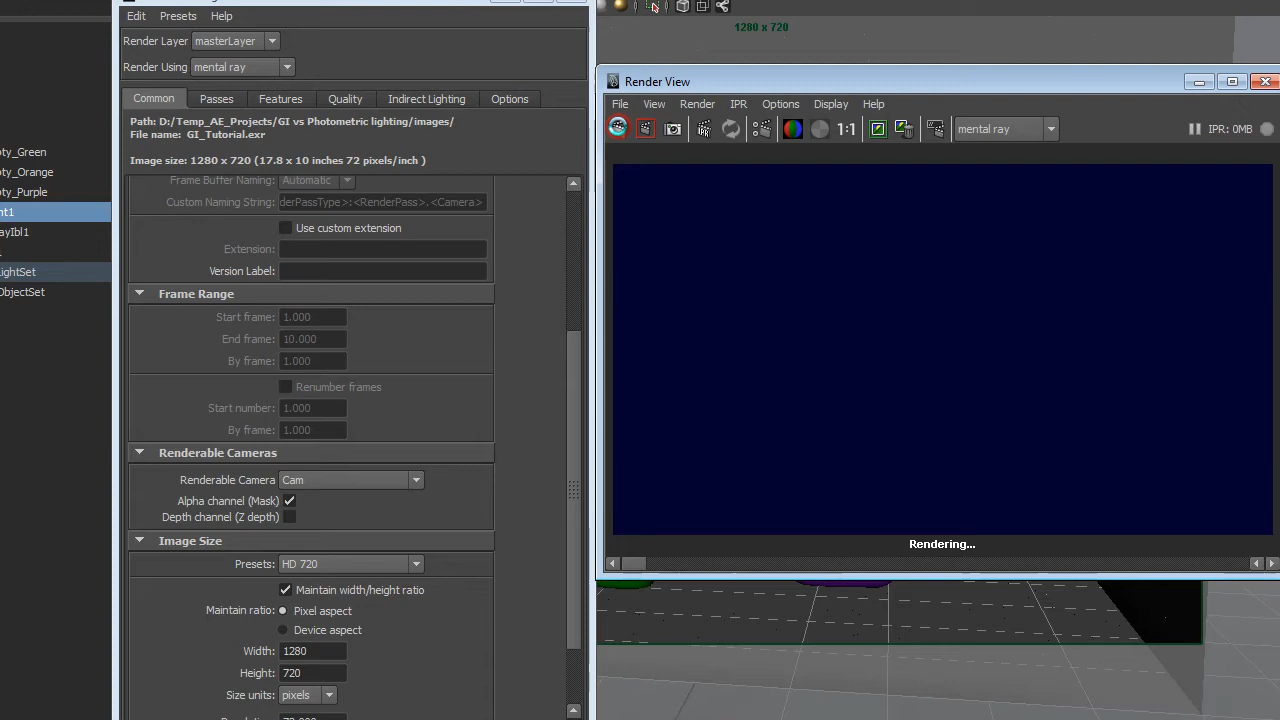 Edit Presets Help
1280 x 720
Render Layer masterLayer
Render Using mental ray
Common Passes Features Quality Indirect Lighting Options
Path: D:/Temp_AE_Projects/GI vs Photometric lighting/images/
File name: GI_Tutorial.exr
Image size: 1280 x 720 (17.8 x 10 inches 72 pixels/inch )
Frame Buffer Naming: Automatic
Custom Naming String: derPassType>:<RenderPass>.<Camera>
Use custom extension
Extension:
Version Label:
Frame Range
Start frame: 1.000
End frame: 10.000
By frame: 1.000
Renumber frames
Start number: 1.000
By frame: 1.000
Renderable Cameras
Renderable Camera Cam
Alpha channel (Mask)
Depth channel (Z depth)
Image Size
Presets: HD 720
Maintain width/height ratio
Maintain ratio: Pixel aspect
Device aspect
Width: 1280
Height: 720
Size units: pixels
pty_Green
pty_Orange
pty_Purple
ht1
ayIbl1
LightSet
ObjectSet
Render View
File View Render IPR Options Display Help
1:1 mental ray IPR: 0MB
Rendering...